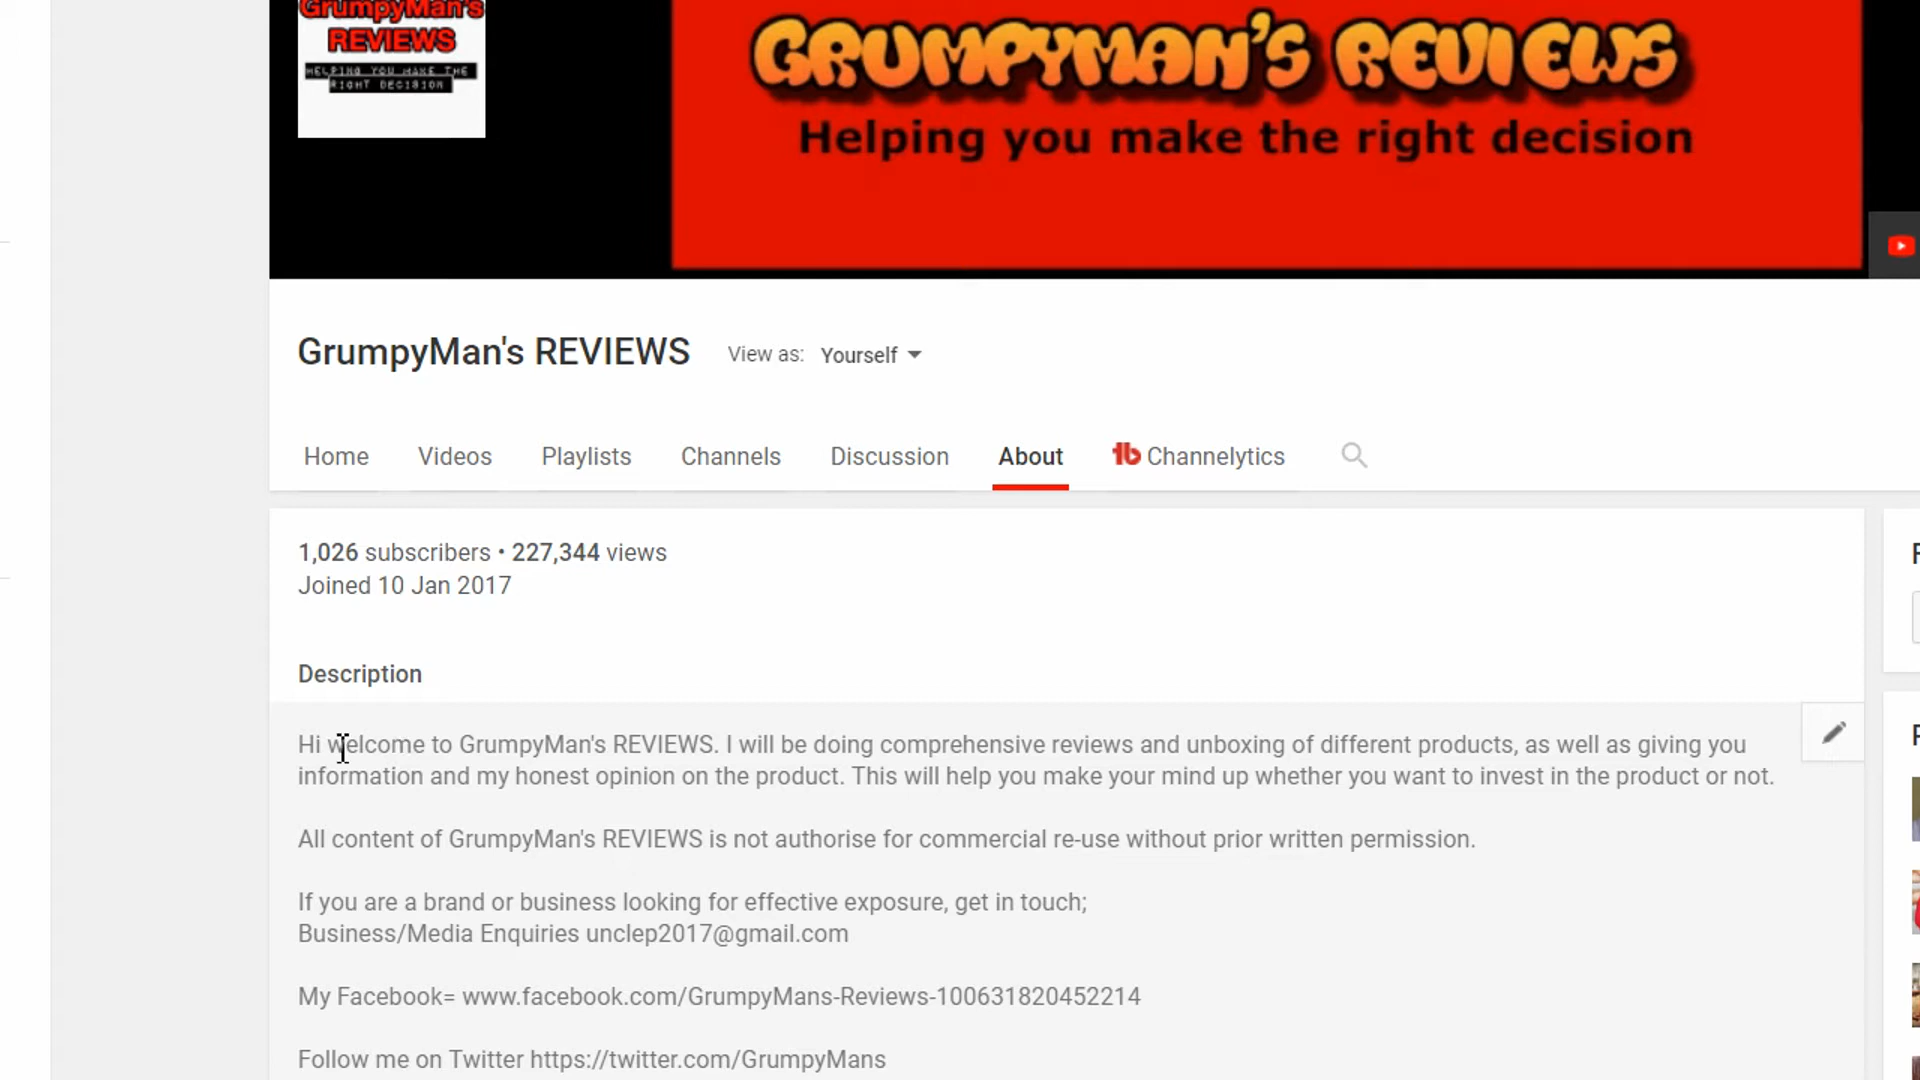 GrumpyMan's
REVIEWS
HELPING YOU MAKE THE
RIGHT DECISION
GRUMPYMAN'S REVIEWS
Helping you make the right decision
GrumpyMan's REVIEWS View as: Yourself
Home Videos Playlists Channels Discussion About Channelytics
1,026 subscribers • 227,344 views
Joined 10 Jan 2017
Description
Hi welcome to GrumpyMan's REVIEWS. I will be doing comprehensive reviews and unboxing of different products, as well as giving you
information and my honest opinion on the product. This will help you make your mind up whether you want to invest in the product or not.
All content of GrumpyMan's REVIEWS is not authorise for commercial re-use without prior written permission.
If you are a brand or business looking for effective exposure, get in touch;
Business/Media Enquiries unclep2017@gmail.com
My Facebook= www.facebook.com/GrumpyMans-Reviews-100631820452214
Follow me on Twitter https://twitter.com/GrumpyMans